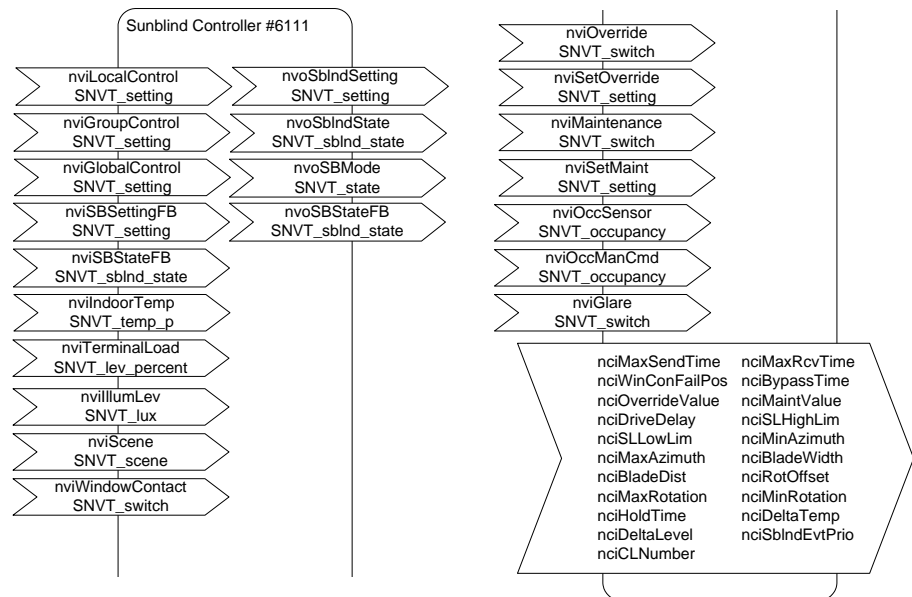 Sunblind Controller #6111
nviLocalControl
SNVT_setting
nviGroupControl
SNVT_setting
nviGlobalControl
SNVT_setting
nviSBSettingFB
SNVT_setting
nviSBStateFB
SNVT_sblnd_state
nviIndoorTemp
SNVT_temp_p
nviTerminalLoad
SNVT_lev_percent
nviIllumLev
SNVT_lux
nviScene
SNVT_scene
nviWindowContact
SNVT_switch
nvoSblndSetting
SNVT_setting
nvoSblndState
SNVT_sblnd_state
nvoSBMode
SNVT_state
nvoSBStateFB
SNVT_sblnd_state
nviOverride
SNVT_switch
nviSetOverride
SNVT_setting
nviMaintenance
SNVT_switch
nviSetMaint
SNVT_setting
nviOccSensor
SNVT_occupancy
nviOccManCmd
SNVT_occupancy
nviGlare
SNVT_switch
nciMaxSendTime nciMaxRcvTime
nciWinConFailPos nciBypassTime
nciOverrideValue nciMaintValue
nciDriveDelay nciSLHighLim
nciSLLowLim nciMinAzimuth
nciMaxAzimuth nciBladeWidth
nciBladeDist nciRotOffset
nciMaxRotation nciMinRotation
nciHoldTime nciDeltaTemp
nciDeltaLevel nciSblndEvtPrio
nciCLNumber